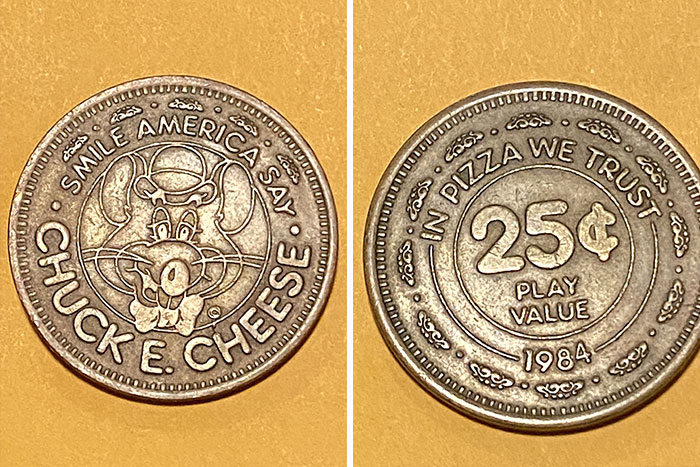 SMILE AMERICA SAY
CHUCK E. CHEESE
©
IN PIZZA WE TRUST
25¢
PLAY
VALUE
1984